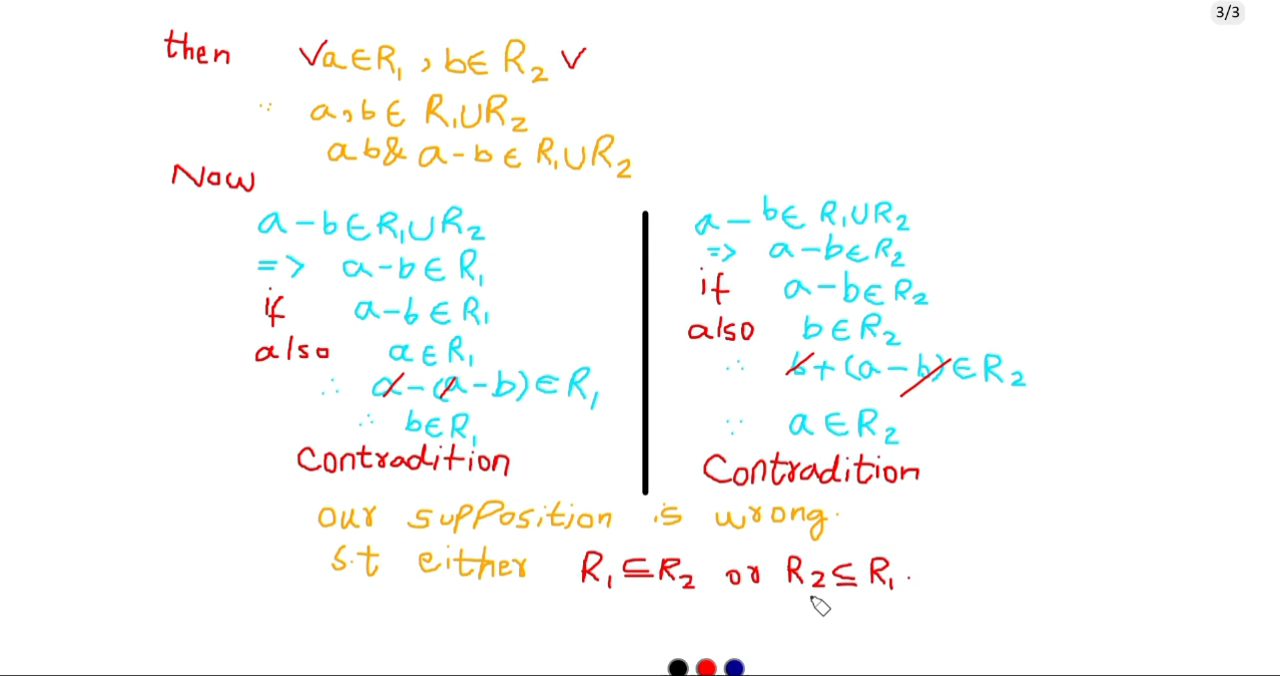 3/3
then ∀a∈R₁, b∈R₂ ∨
∵ a, b ∈ R₁∪R₂
ab & a-b ∈ R₁∪R₂
Now
a-b∈R₁∪R₂
=> a-b∈R₁
if a-b∈R₁
also a∈R₁
∴ a-(a-b)∈R₁
∴ b∈R₁
Contradition
a-b∈ R₁∪R₂
=> a-b∈R₂
if a-b∈R₂
also b∈R₂
∴ b+(a-b)∈R₂
∵ a∈R₂
Contradition
our suppPosition is wrong.
s.t either R₁⊆R₂ or R₂⊆R₁.